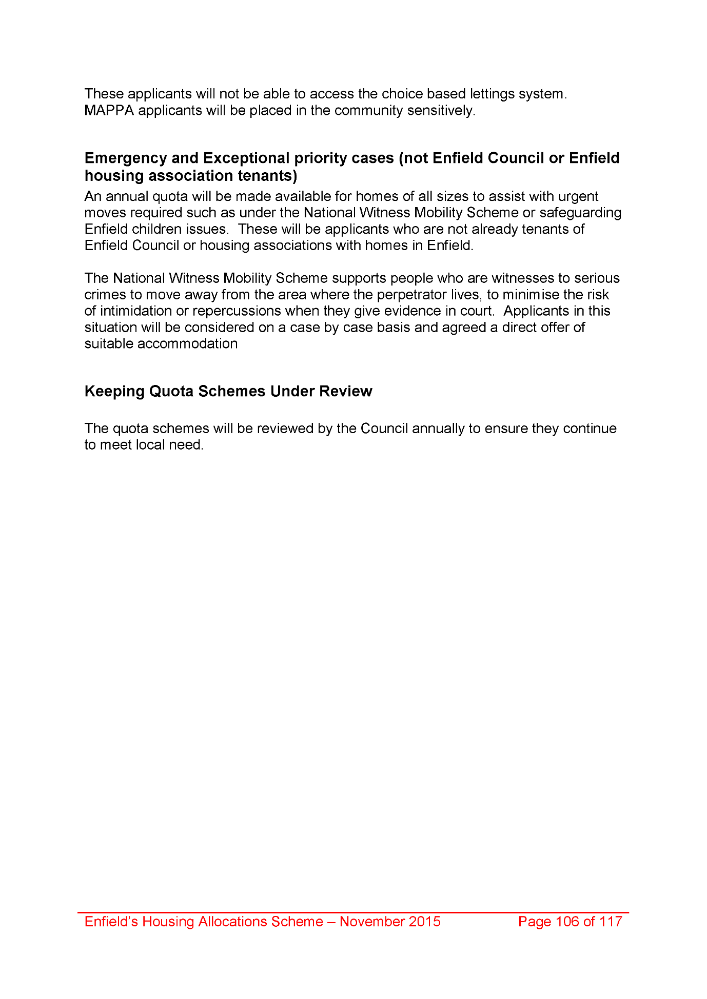 These applicants will not be able to access the choice based lettings system.
MAPPA applicants will be placed in the community sensitively.
Emergency and Exceptional priority cases (not Enfield Council or Enfield
housing association tenants)
An annual quota will be made available for homes of all sizes to assist with urgent
moves required such as under the National Witness Mobility Scheme or safeguarding
Enfield children issues.  These will be applicants who are not already tenants of
Enfield Council or housing associations with homes in Enfield.
The National Witness Mobility Scheme supports people who are witnesses to serious
crimes to move away from the area where the perpetrator lives, to minimise the risk
of intimidation or repercussions when they give evidence in court.  Applicants in this
situation will be considered on a case by case basis and agreed a direct offer of
suitable accommodation
Keeping Quota Schemes Under Review
The quota schemes will be reviewed by the Council annually to ensure they continue
to meet local need.
Enfield’s Housing Allocations Scheme – November 2015 Page 106 of 117